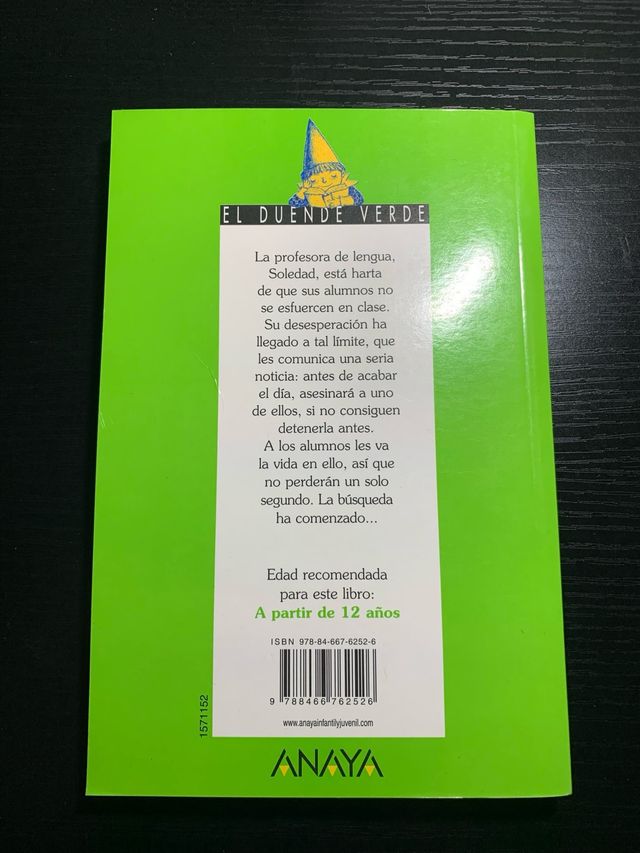 EL DUENDE VERDE
La profesora de lengua,
Soledad, está harta
de que sus alumnos no
se esfuercen en clase.
Su desesperación ha
llegado a tal límite, que
les comunica una seria
noticia: antes de acabar
el día, asesinará a uno
de ellos, si no consiguen
detenerla antes.
A los alumnos les va
la vida en ello, así que
no perderán un solo
segundo. La búsqueda
ha comenzado...
Edad recomendada
para este libro:
A partir de 12 años
ISBN 978-84-667-6252-6
9 788466 762526
www.anayainfantilyjuvenil.com
1571152
ANAYA